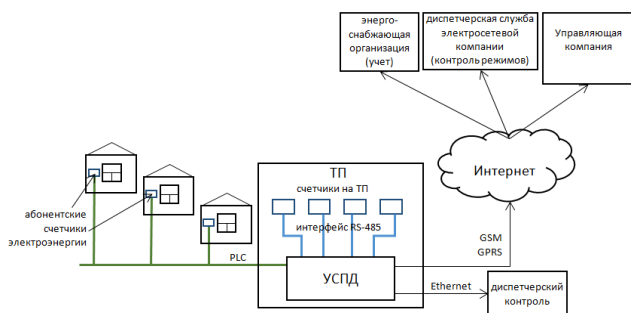 энерго-
снабжающая
организация
(учет)
диспетчерская служба
электросетевой
компании
(контроль режимов)
Управляющая
компания
Интернет
ТП
счетчики на ТП
интерфейс RS-485
абонентские
счетчики
электроэнергии
PLC
УСПД
GSM
GPRS
Ethernet
диспетчерский
контроль